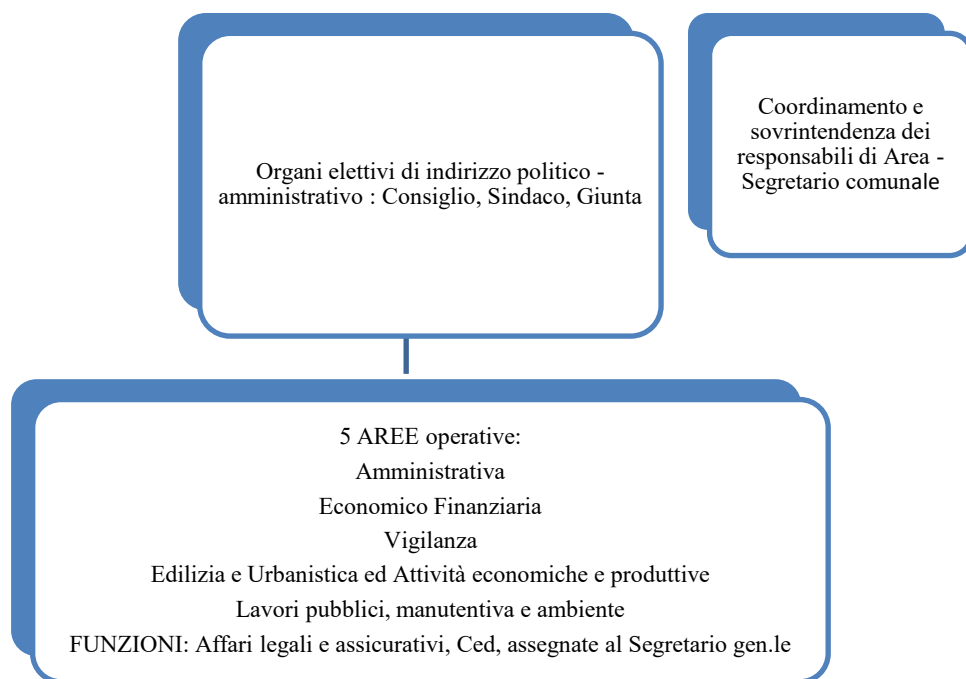 Organi elettivi di indirizzo politico -
amministrativo : Consiglio, Sindaco, Giunta
Coordinamento e
sovrintendenza dei
responsabili di Area -
Segretario comunale
5 AREE operative:
Amministrativa
Economico Finanziaria
Vigilanza
Edilizia e Urbanistica ed Attività economiche e produttive
Lavori pubblici, manutentiva e ambiente
FUNZIONI: Affari legali e assicurativi, Ced, assegnate al Segretario gen.le